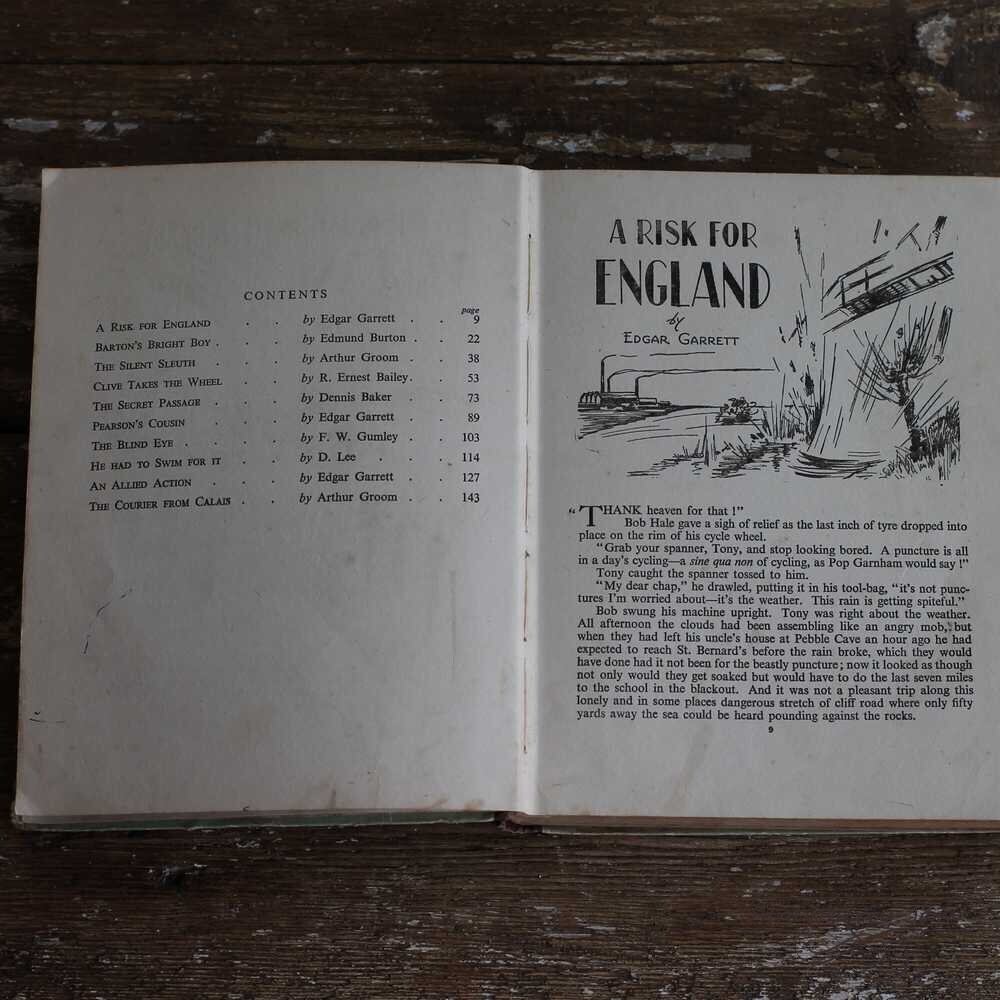 CONTENTS
page
A Risk for England . . by Edgar Garrett . . 9
Barton's Bright Boy . . . by Edmund Burton . . 22
The Silent Sleuth . . by Arthur Groom . . 38
Clive Takes the Wheel . . by R. Ernest Bailey . . 53
The Secret Passage . . . by Dennis Baker . . 73
Pearson's Cousin . . by Edgar Garrett . . 89
The Blind Eye . . . by F. W. Gumley . . 103
He had to Swim for it . . by D. Lee . . 114
An Allied Action . . by Edgar Garrett . . 127
The Courier from Calais . . by Arthur Groom . . 143
A RISK FOR
ENGLAND
by
EDGAR GARRETT
"THANK heaven for that !"
Bob Hale gave a sigh of relief as the last inch of tyre dropped into
place on the rim of his cycle wheel.
"Grab your spanner, Tony, and stop looking bored. A puncture is all
in a day's cycling—a sine qua non of cycling, as Pop Garnham would say !"
Tony caught the spanner tossed to him.
"My dear chap," he drawled, putting it in his tool-bag, "it's not punc-
tures I'm worried about—it's the weather. This rain is getting spiteful."
Bob swung his machine upright. Tony was right about the weather.
All afternoon the clouds had been assembling like an angry mob, but
when they had left his uncle's house at Pebble Cave an hour ago he had
expected to reach St. Bernard's before the rain broke, which they would
have done had it not been for the beastly puncture ; now it looked as though
not only would they get soaked but would have to do the last seven miles
to the school in the blackout. And it was not a pleasant trip along this
lonely and in some places dangerous stretch of cliff road where only fifty
yards away the sea could be heard pounding against the rocks.
9